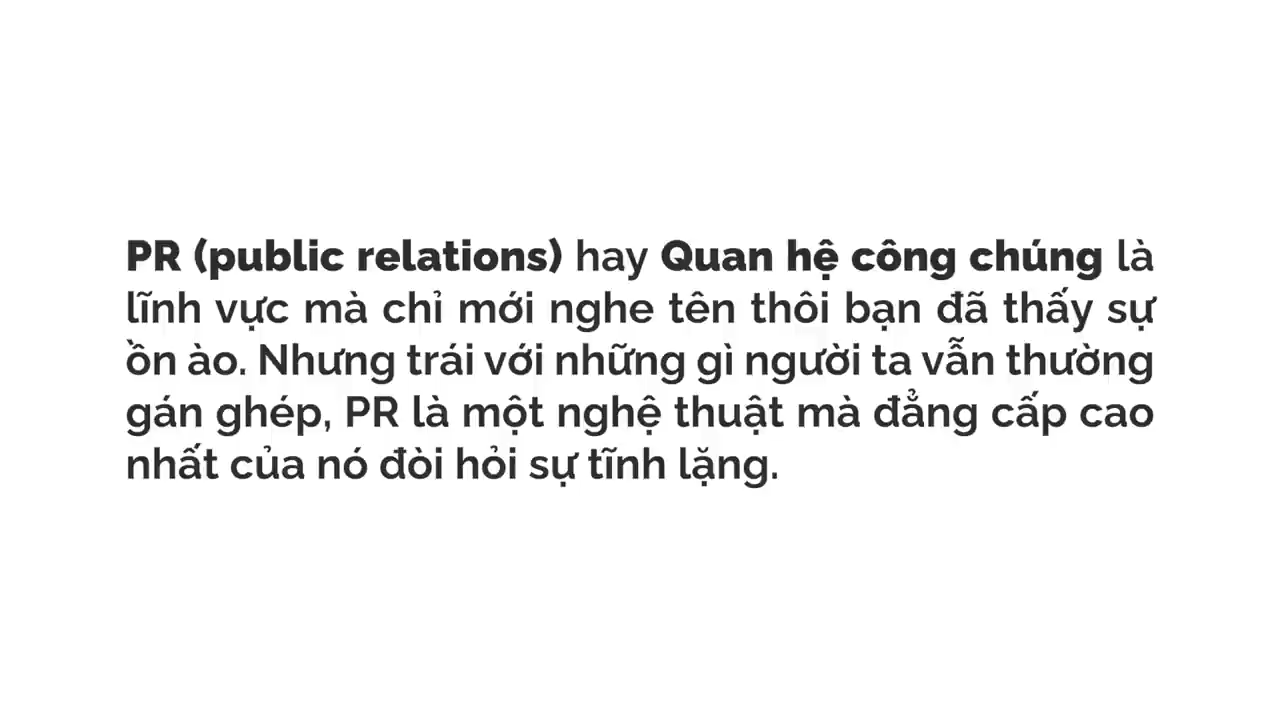 PR (public relations) hay Quan hệ công chúng là
lĩnh vực mà chỉ mới nghe tên thôi bạn đã thấy sự
ồn ào. Nhưng trái với những gì người ta vẫn thường
gán ghép, PR là một nghệ thuật mà đẳng cấp cao
nhất của nó đòi hỏi sự tĩnh lặng.